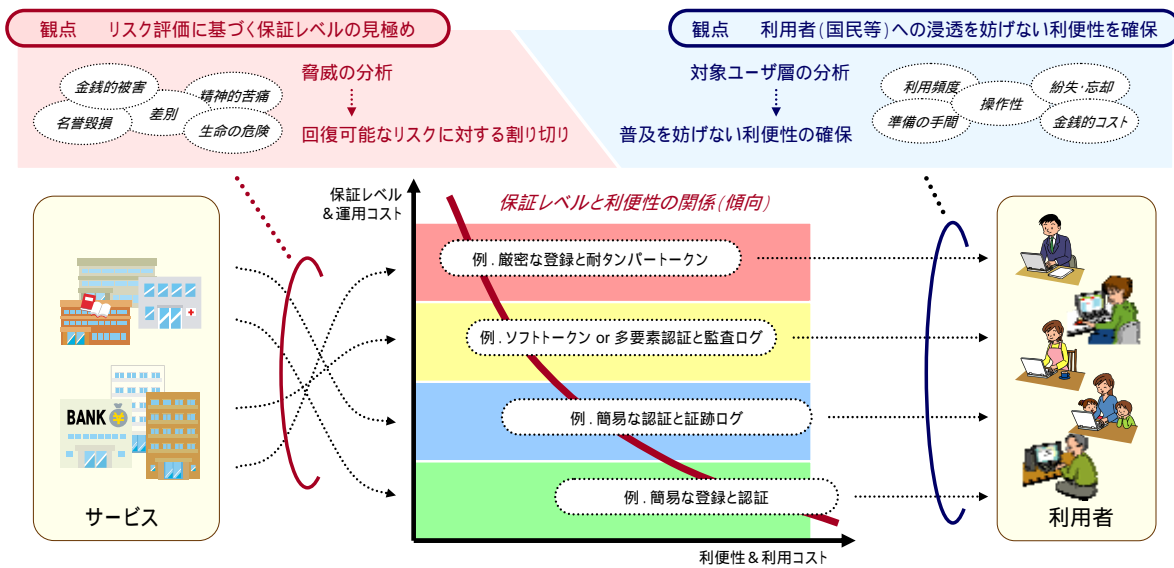 観点　リスク評価に基づく保証レベルの見極め
観点　利用者(国民等)への浸透を妨げない利便性を確保
金銭的被害
精神的苦痛
差別
名誉毀損
生命の危険
脅威の分析
回復可能なリスクに対する割り切り
対象ユーザ層の分析
普及を妨げない利便性の確保
利用頻度
紛失・忘却
操作性
準備の手間
金銭的コスト
保証レベル
&運用コスト
保証レベルと利便性の関係(傾向)
例.厳密な登録と耐タンパートークン
例.ソフトトークン or 多要素認証と監査ログ
例.簡易な認証と証跡ログ
例.簡易な登録と認証
利便性&利用コスト
BANK
¥
サービス
利用者